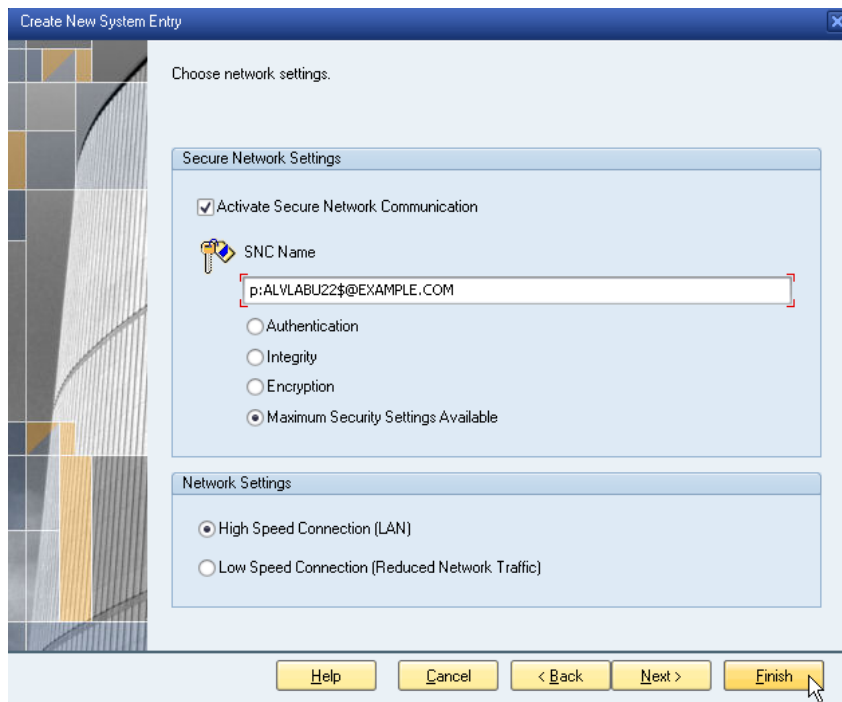 Create New System Entry
Choose network settings.
Secure Network Settings
Activate Secure Network Communication
SNC Name
p:ALVLABU22$@EXAMPLE.COM
Authentication
Integrity
Encryption
Maximum Security Settings Available
Network Settings
High Speed Connection (LAN)
Low Speed Connection (Reduced Network Traffic)
Help Cancel < Back Next > Finish